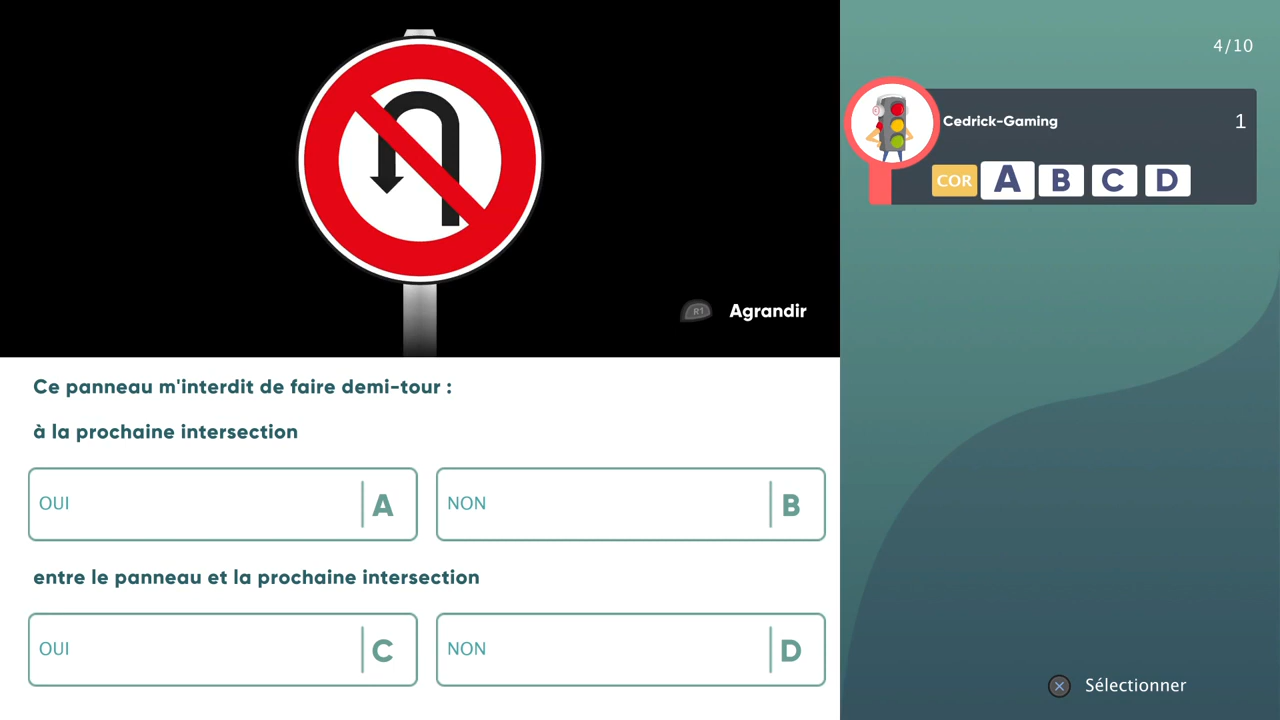 4/10
Cedrick-Gaming 1
COR A B C D
R1 Agrandir
Ce panneau m'interdit de faire demi-tour :
à la prochaine intersection
OUI A NON B
entre le panneau et la prochaine intersection
OUI C NON D
Sélectionner